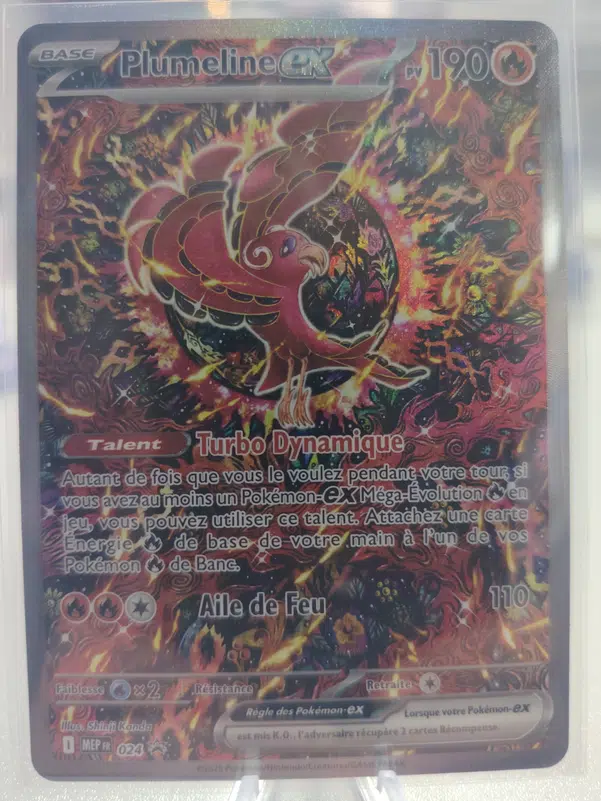 BASE Plumeline ex PV 190
Talent Turbo Dynamique
Autant de fois que vous le voulez pendant votre tour, si
vous avez au moins un Pokémon-ex Méga-Évolution en
jeu, vous pouvez utiliser ce talent. Attachez une carte
Énergie de base de votre main à l'un de vos
Pokémon de Banc.
Aile de Feu 110
Faiblesse ×2 Résistance Retraite
Règle des Pokémon-ex Lorsque votre Pokémon-ex
est mis K.O., l'adversaire récupère 2 cartes Récompense.
Illus. Shinji Kanda
I MEP FR 024